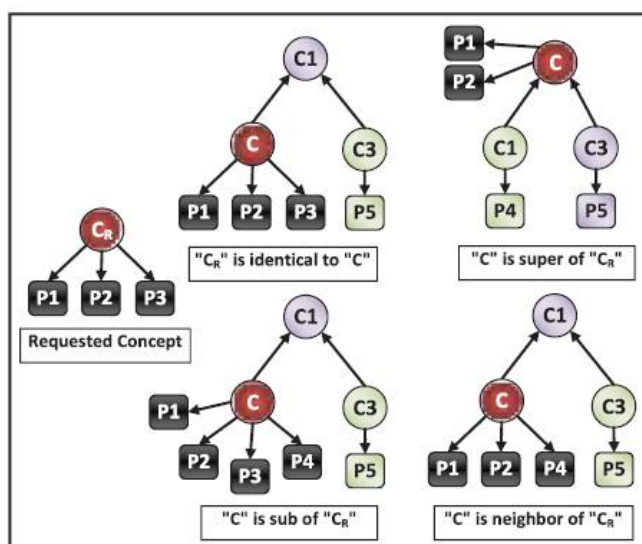 C1
C
C3
P1
P2
P3
P5
"CR" is identical to "C"
P1
P2
C
C1
C3
P4
P5
"C" is super of "CR"
CR
P1
P2
P3
Requested Concept
C1
P1
C
C3
P2
P3
P4
P5
"C" is sub of "CR"
C1
C
C3
P1
P2
P4
P5
"C" is neighbor of "CR"